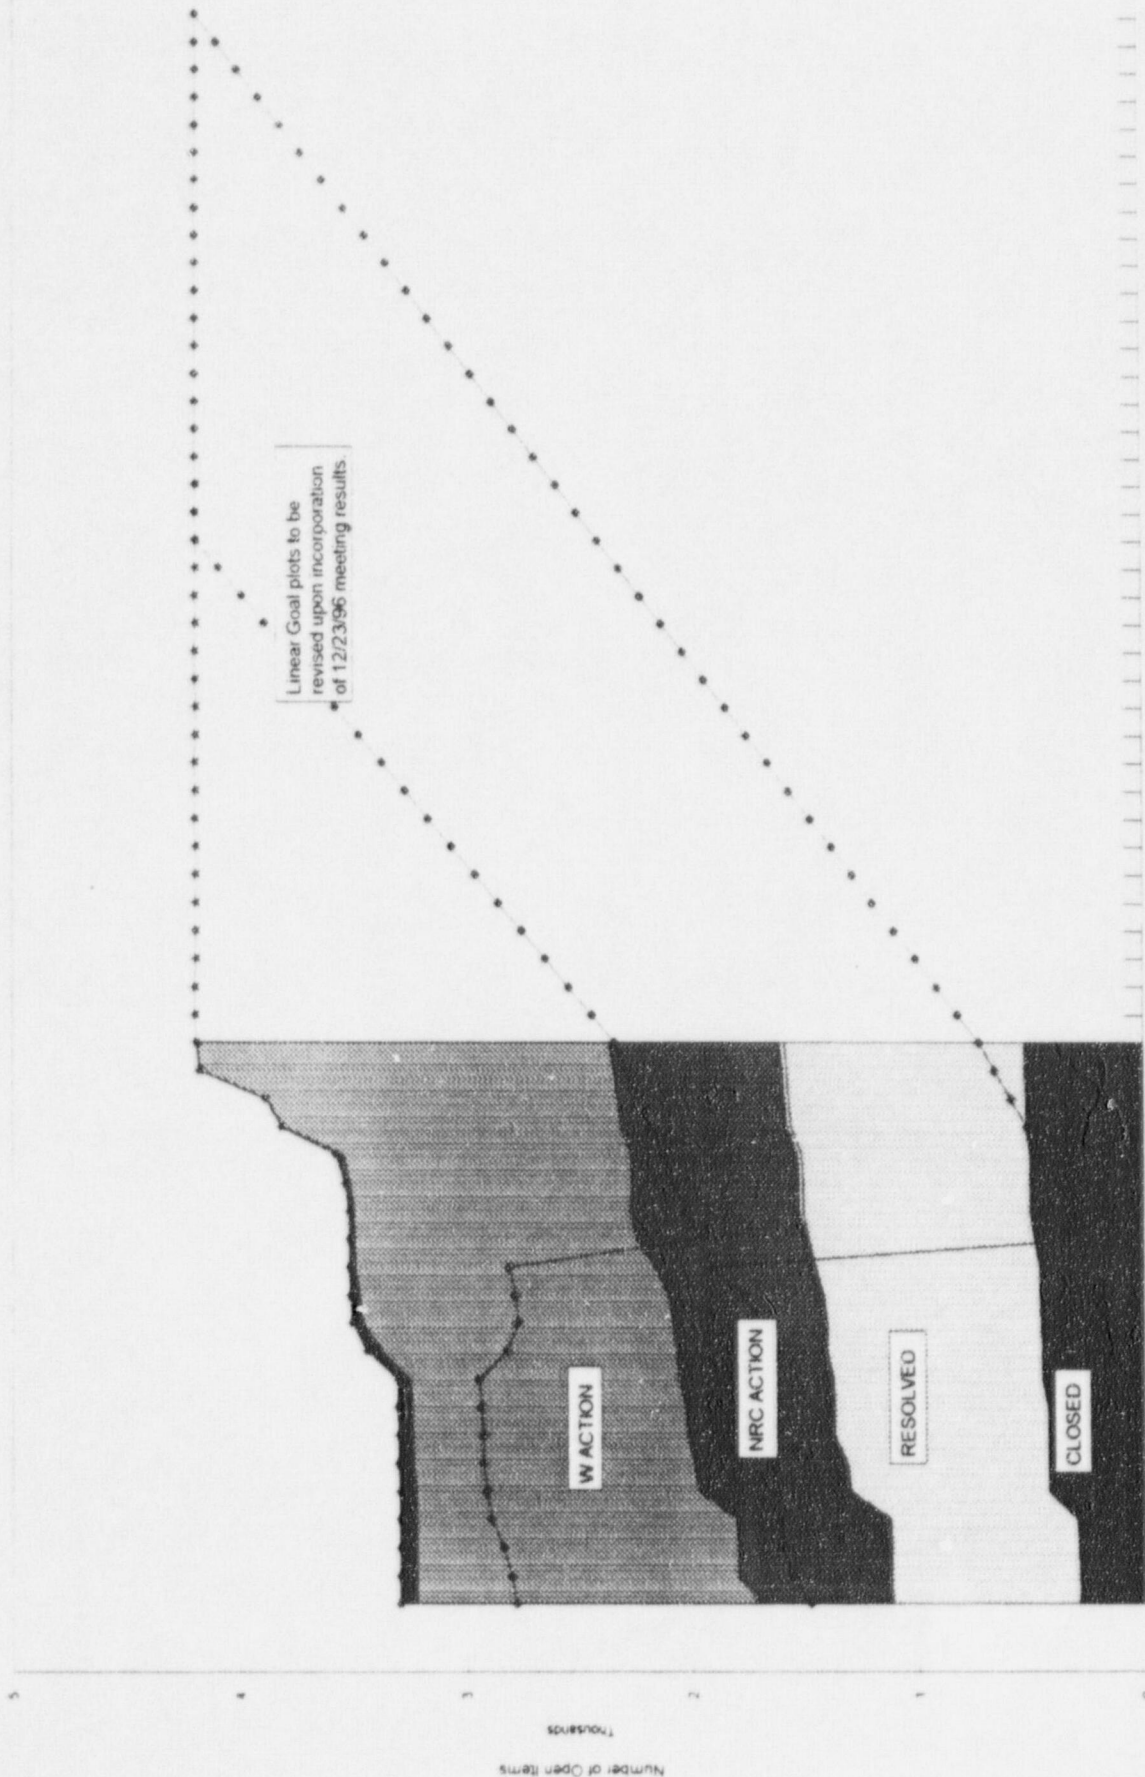 Linear Goal plots to be
revised upon incorporation
of 12/23/96 meeting results.
W ACTION
NRC ACTION
RESOLVED
CLOSED
5
4
3
2
1
Thousands
Number of Open Items